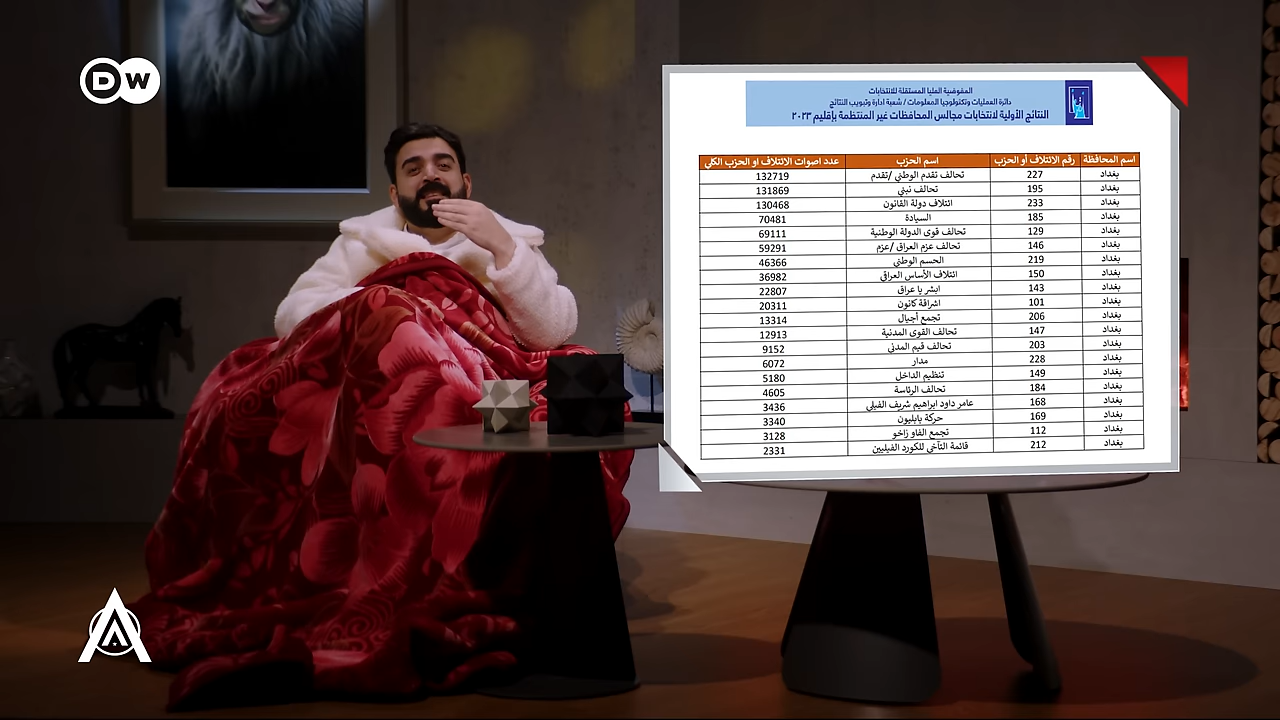 DW
المفوضية العليا المستقلة للانتخابات
دائرة العمليات وتكنولوجيا المعلومات / شعبة ادارة وتبويب النتائج
النتائج الأولية لانتخابات مجالس المحافظات غير المنتظمة بإقليم ٢٠٢٣
اسم المحافظة رقم الائتلاف أو الحزب اسم الحزب عدد اصوات الائتلاف او الحزب الكلي
بغداد 227 تحالف تقدم الوطني /تقدم 132719
بغداد 195 تحالف نبني 131869
بغداد 233 ائتلاف دولة القانون 130468
بغداد 185 السيادة 70481
بغداد 129 تحالف قوى الدولة الوطنية 69111
بغداد 146 تحالف عزم العراق /عزم 59291
بغداد 219 الحسم الوطني 46366
بغداد 150 ائتلاف الأساس العراقي 36982
بغداد 143 ابشر يا عراق 22807
بغداد 101 اشراقة كانون 20311
بغداد 206 تجمع أجيال 13314
بغداد 147 تحالف القوى المدنية 12913
بغداد 203 تحالف قيم المدني 9152
بغداد 228 مدار 6072
بغداد 149 تنظيم الداخل 5180
بغداد 184 تحالف الرئاسة 4605
بغداد 168 عامر داود ابراهيم شريف الفيلي 3436
بغداد 169 حركة بابليون 3340
بغداد 112 تجمع الفاو زاخو 3128
بغداد 212 قائمة التآخي للكورد الفيليين 2331